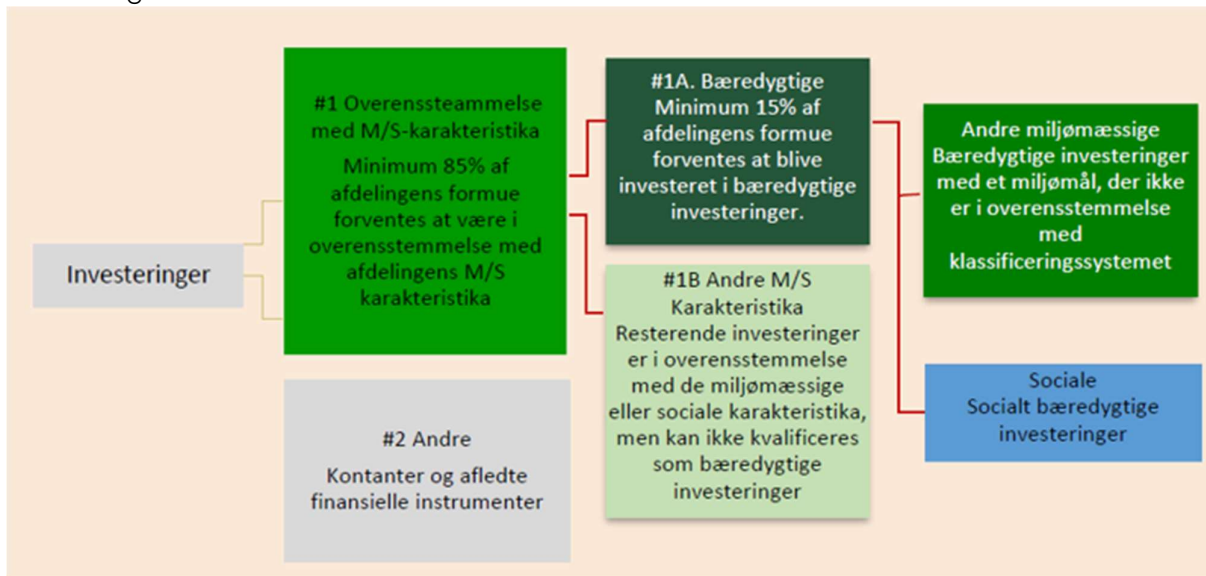 Investeringer
#1 Overenssteammelse
med M/S-karakteristika
Minimum 85% af
afdelingens formue
forventes at være i
overensstemmelse med
afdelingens M/S
karakteristika
#2 Andre
Kontanter og afledte
finansielle instrumenter
#1A. Bæredygtige
Minimum 15% af
afdelingens formue
forventes at blive
investeret i bæredygtige
investeringer.
#1B Andre M/S
Karakteristika
Resterende investeringer
er i overensstemmelse
med de miljømæssige
eller sociale karakteristika,
men kan ikke kvalificeres
som bæredygtige
investeringer
Andre miljømæssige
Bæredygtige investeringer
med et miljømål, der ikke
er i overensstemmelse
med
klassificeringssystemet
Sociale
Socialt bæredygtige
investeringer